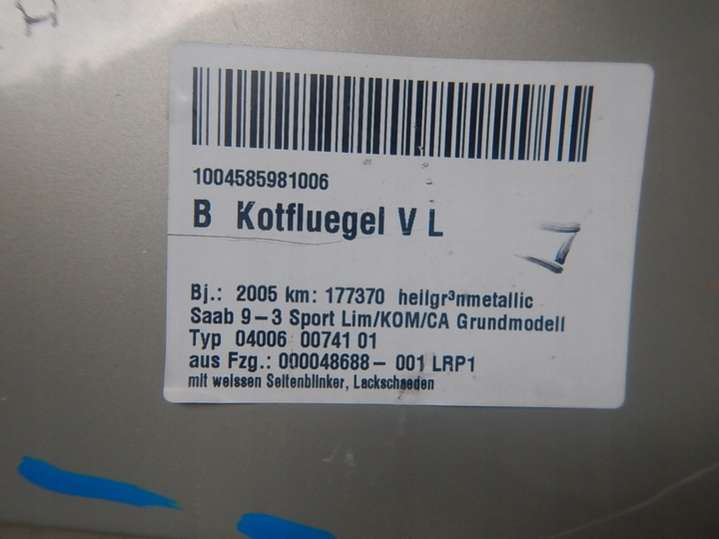 1004585981006
B Kotfluegel V L
Bj.: 2005 km: 177370 hellgr³nmetallic
Saab 9-3 Sport Lim/KOM/CA Grundmodell
Typ 04006 00741 01
aus Fzg.: 000048688- 001 LRP1
mit weissen Seitenblinker, Lackschaeden